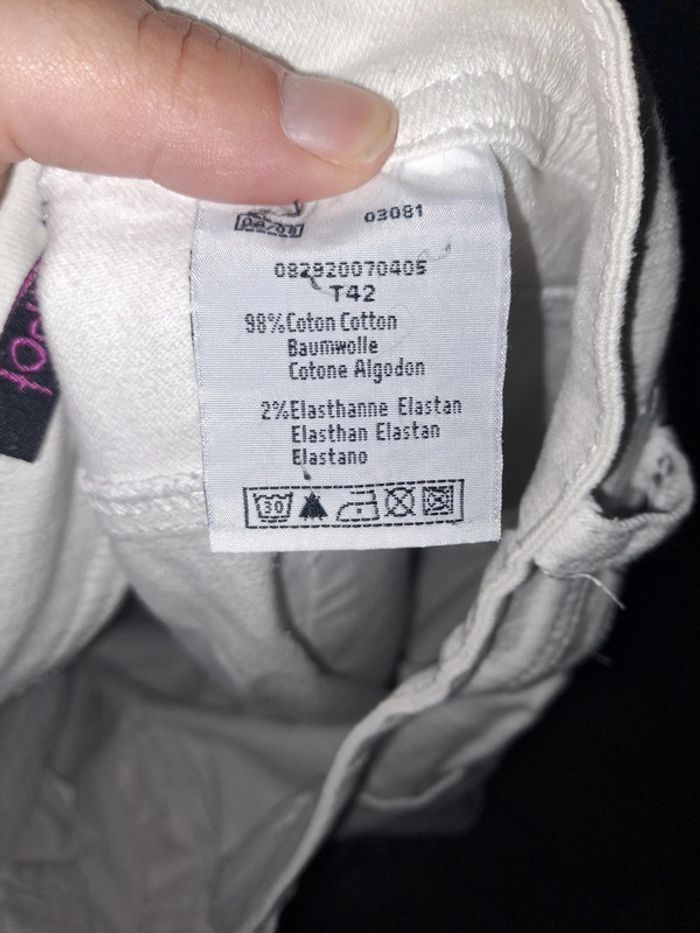 03081
082920070405
T42
98%Coton Cotton
Baumwolle
Cotone Algodon
2%Elasthanne Elastan
Elasthan Elastan
Elastano
30